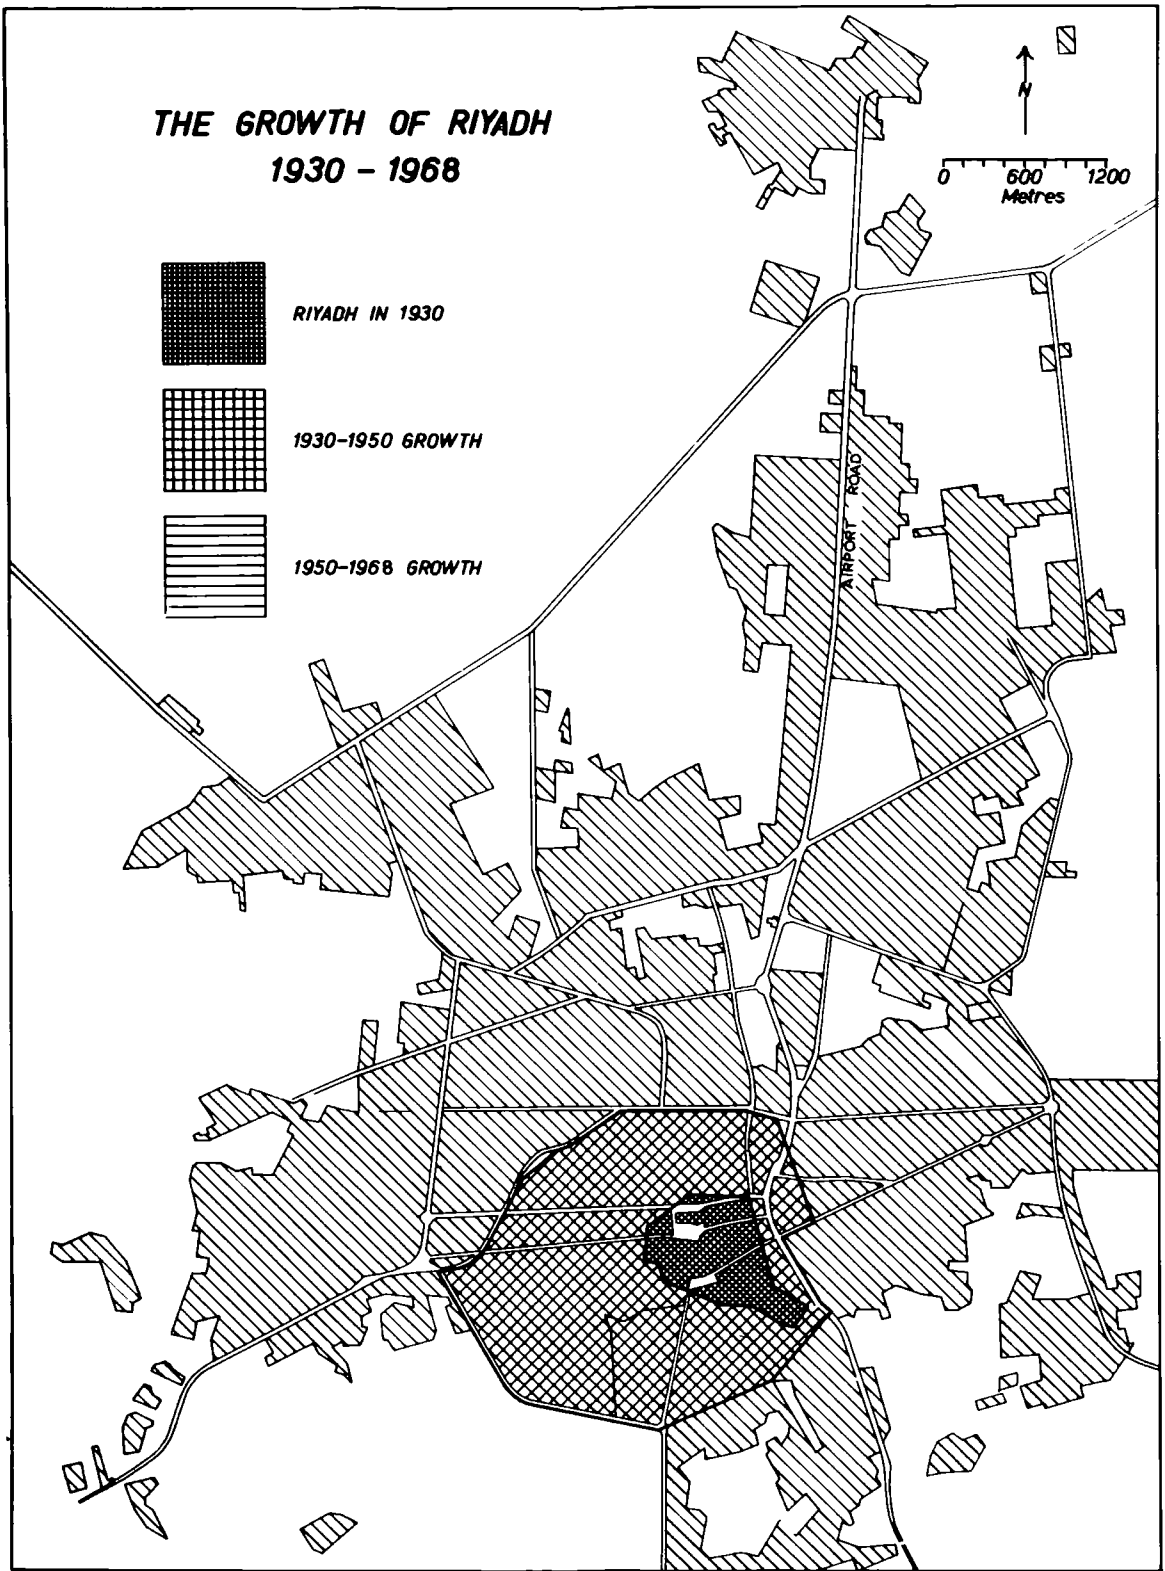 THE GROWTH OF RIYADH
1930 - 1968
N
0 600 1200
Metres
RIYADH IN 1930
1930-1950 GROWTH
1950-1968 GROWTH
AIRPORT ROAD